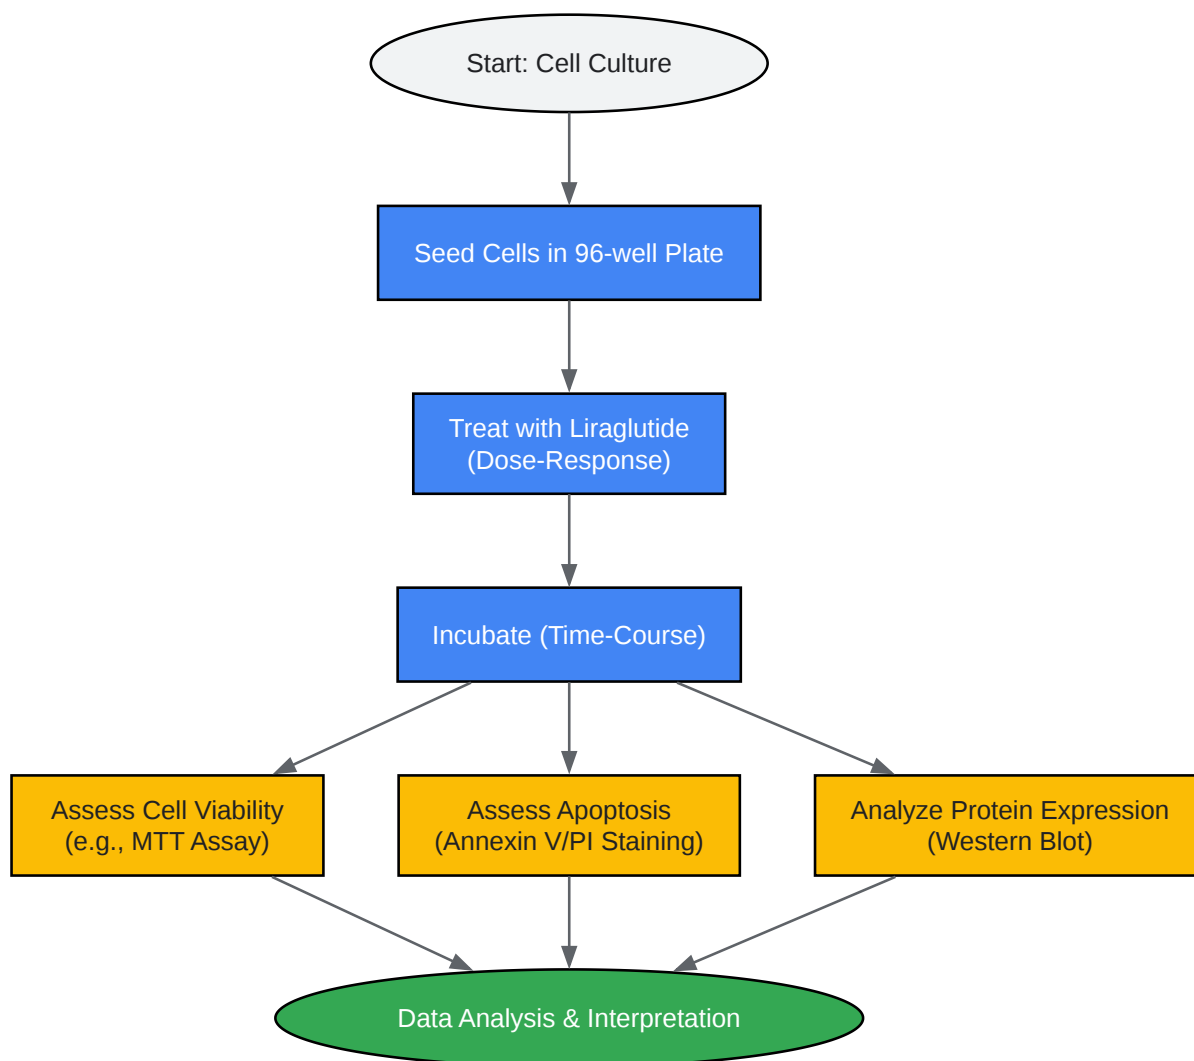 Start: Cell Culture
Seed Cells in 96-well Plate
Treat with Liraglutide
(Dose-Response)
Incubate (Time-Course)
Assess Cell Viability
(e.g., MTT Assay)
Assess Apoptosis
(Annexin V/PI Staining)
Analyze Protein Expression
(Western Blot)
Data Analysis & Interpretation